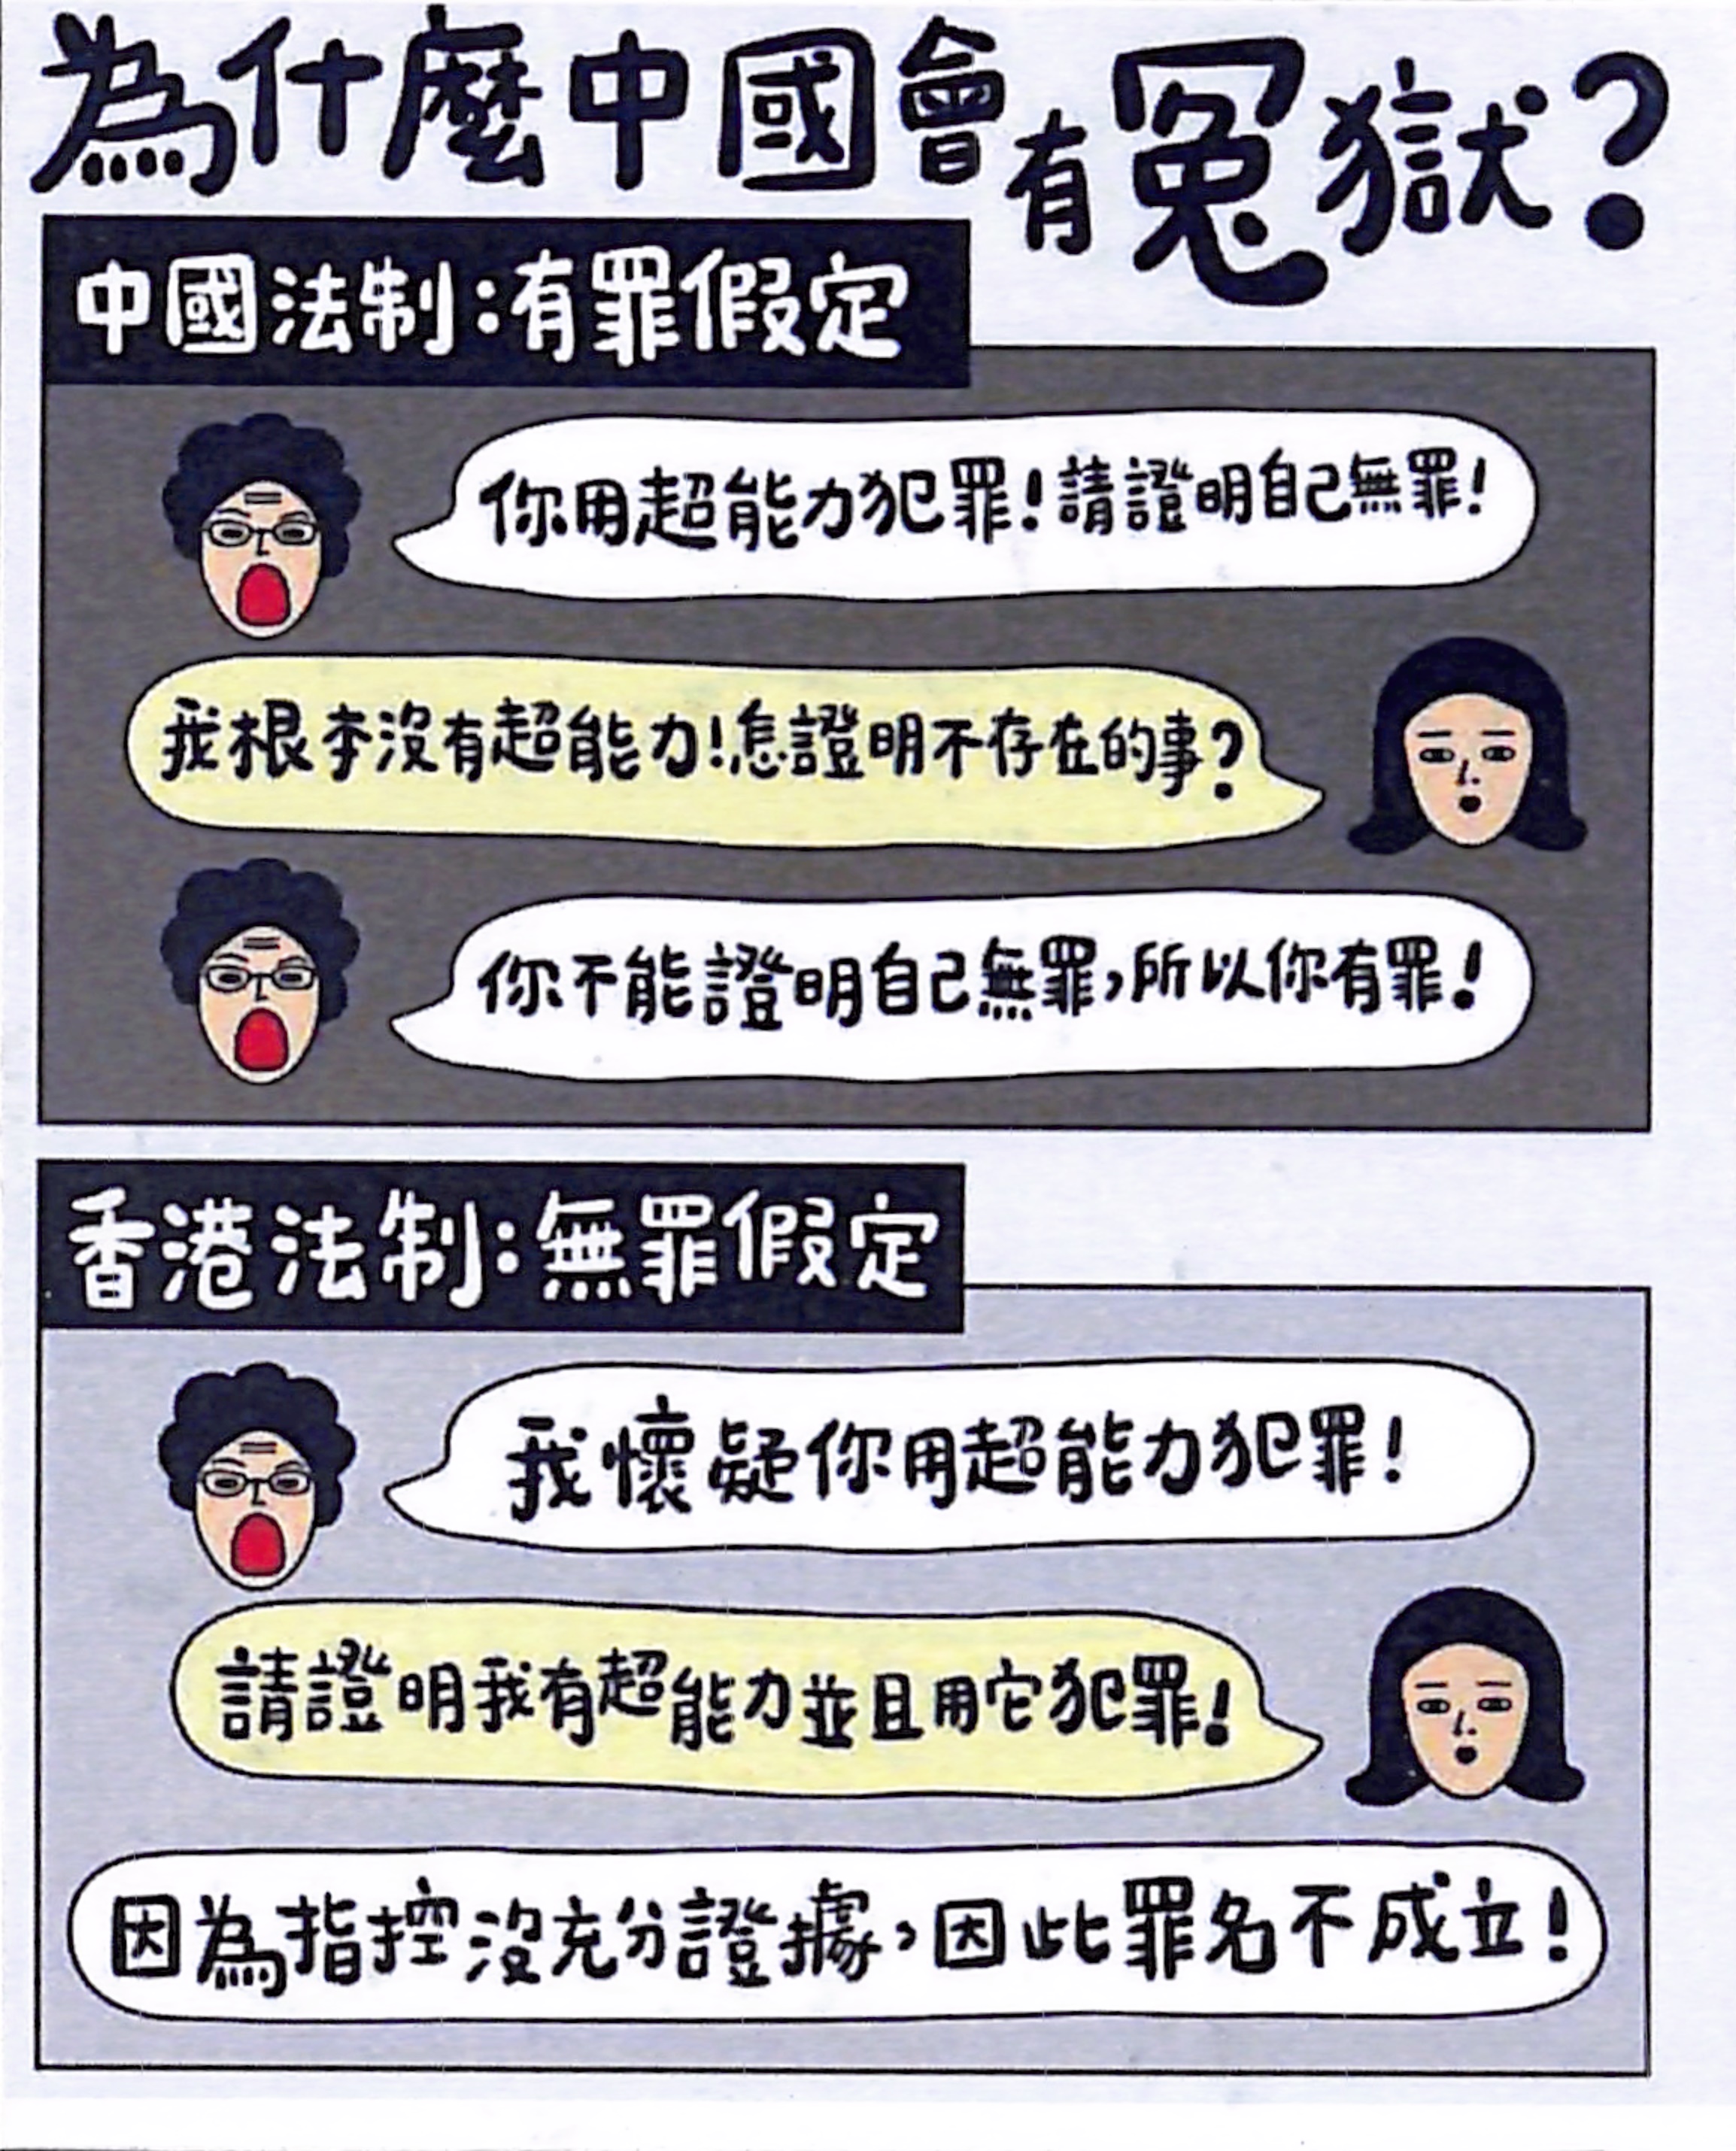 為什麼中國會有冤獄？
中國法制：有罪假定
你用超能力犯罪！請證明自己無罪！
我根本沒有超能力！怎證明不存在的事？
你不能證明自己無罪，所以你有罪！
香港法制：無罪假定
我懷疑你用超能力犯罪！
請證明我有超能力並且用它犯罪！
因為指控沒充分證據，因此罪名不成立！